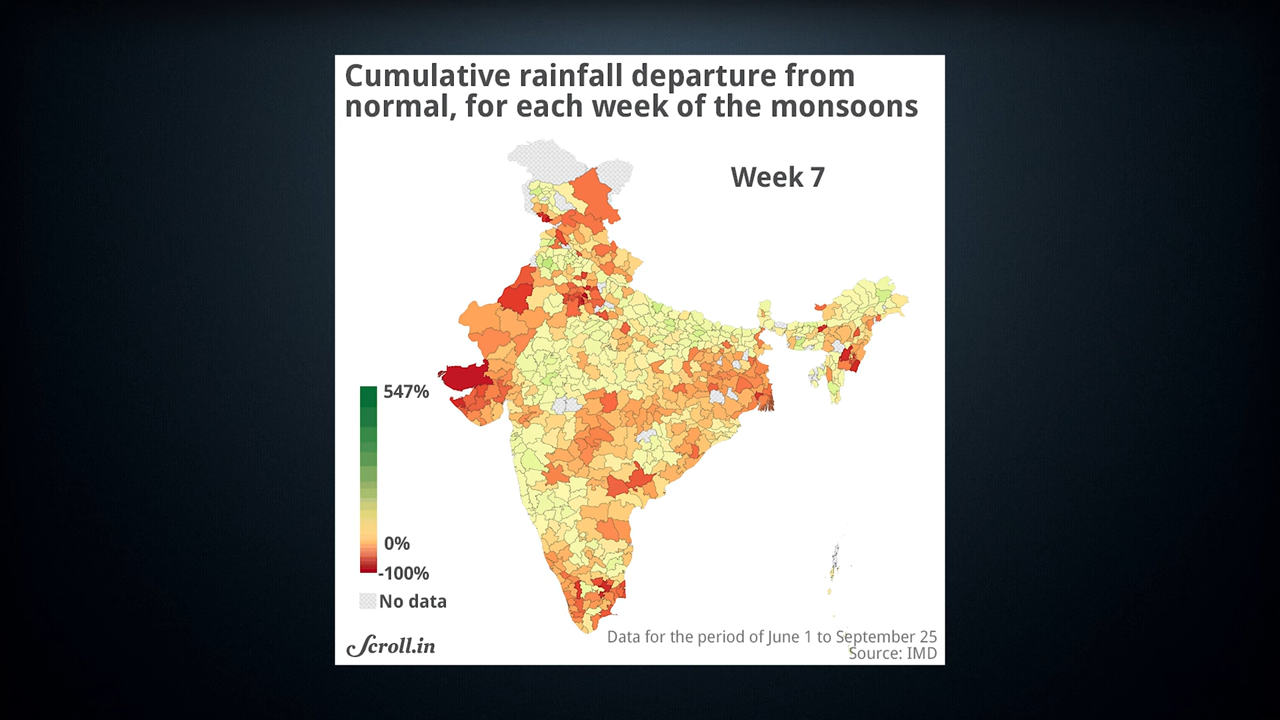 Cumulative rainfall departure from
normal, for each week of the monsoons
Week 7
547%
0%
-100%
No data
Scroll.in
Data for the period of June 1 to September 25
Source: IMD